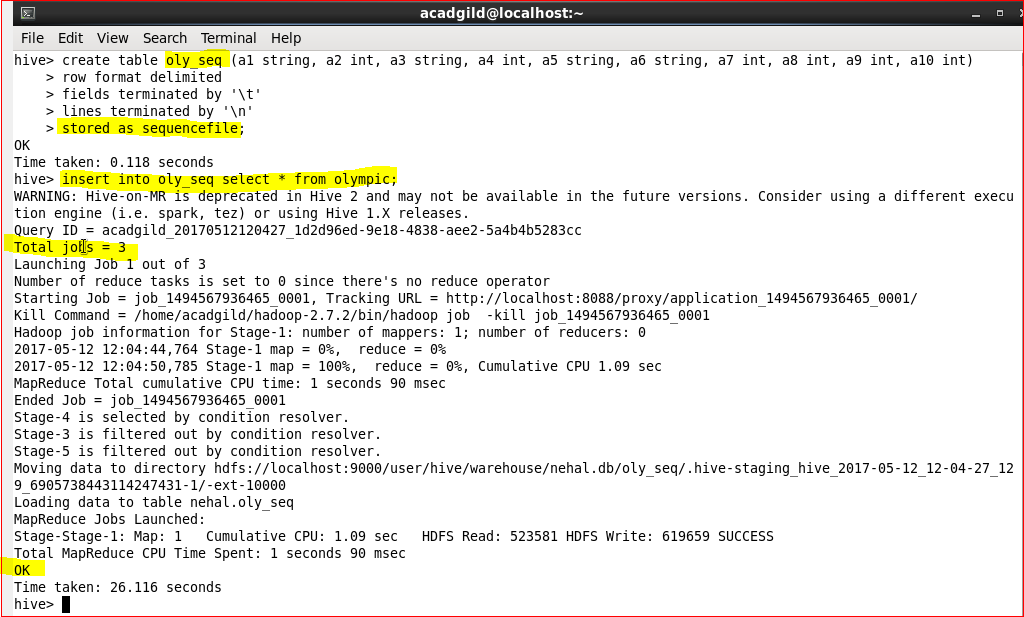 acadgild@localhost:~
File Edit View Search Terminal Help
hive> create table oly_seq (a1 string, a2 int, a3 string, a4 int, a5 string, a6 string, a7 int, a8 int, a9 int, a10 int)
    > row format delimited
    > fields terminated by '\t'
    > lines terminated by '\n'
    > stored as sequencefile;
OK
Time taken: 0.118 seconds
hive> insert into oly_seq select * from olympic;
WARNING: Hive-on-MR is deprecated in Hive 2 and may not be available in the future versions. Consider using a different execu
tion engine (i.e. spark, tez) or using Hive 1.X releases.
Query ID = acadgild_20170512120427_1d2d96ed-9e18-4838-aee2-5a4b4b5283cc
Total jobs = 3
Launching Job 1 out of 3
Number of reduce tasks is set to 0 since there's no reduce operator
Starting Job = job_1494567936465_0001, Tracking URL = http://localhost:8088/proxy/application_1494567936465_0001/
Kill Command = /home/acadgild/hadoop-2.7.2/bin/hadoop job  -kill job_1494567936465_0001
Hadoop job information for Stage-1: number of mappers: 1; number of reducers: 0
2017-05-12 12:04:44,764 Stage-1 map = 0%,  reduce = 0%
2017-05-12 12:04:50,785 Stage-1 map = 100%,  reduce = 0%, Cumulative CPU 1.09 sec
MapReduce Total cumulative CPU time: 1 seconds 90 msec
Ended Job = job_1494567936465_0001
Stage-4 is selected by condition resolver.
Stage-3 is filtered out by condition resolver.
Stage-5 is filtered out by condition resolver.
Moving data to directory hdfs://localhost:9000/user/hive/warehouse/nehal.db/oly_seq/.hive-staging_hive_2017-05-12_12-04-27_12
9_6905738443114247431-1/-ext-10000
Loading data to table nehal.oly_seq
MapReduce Jobs Launched:
Stage-Stage-1: Map: 1   Cumulative CPU: 1.09 sec   HDFS Read: 523581 HDFS Write: 619659 SUCCESS
Total MapReduce CPU Time Spent: 1 seconds 90 msec
OK
Time taken: 26.116 seconds
hive>